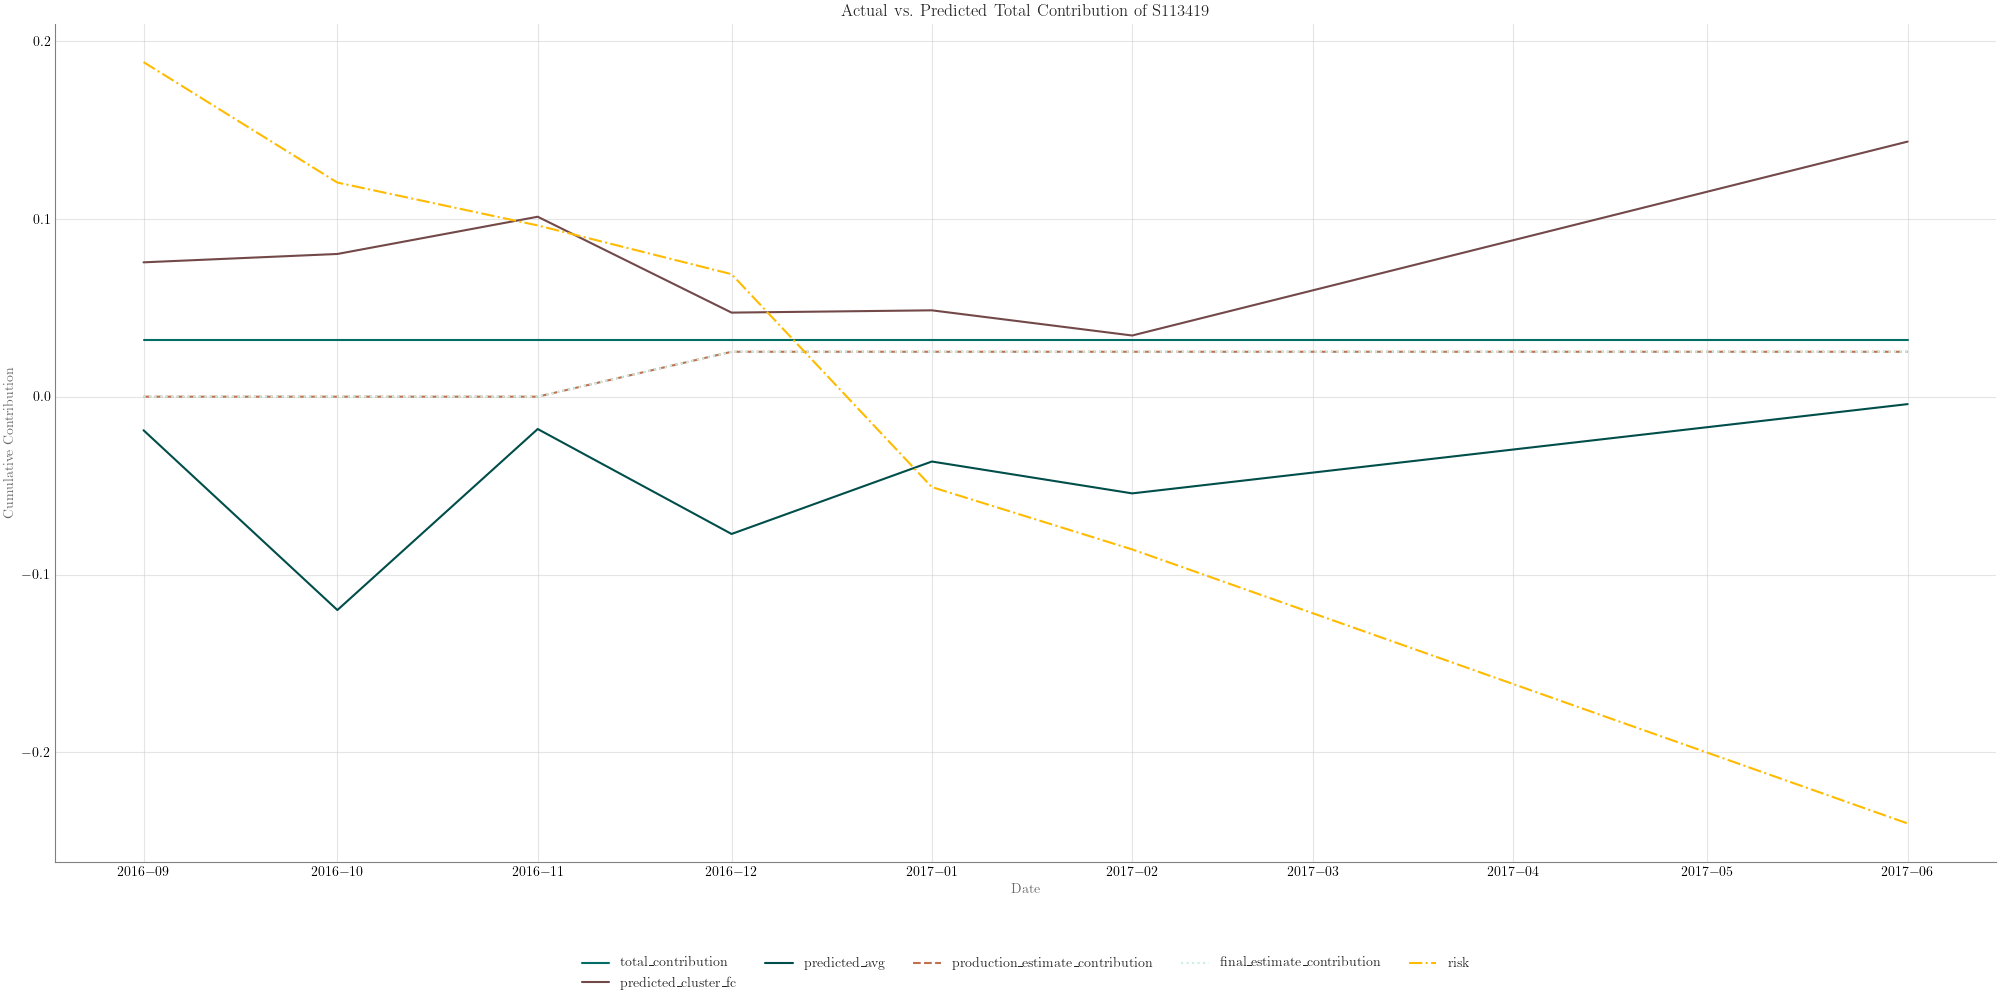 Actual vs. Predicted Total Contribution of S113419
Cumulative Contribution
0.2
0.1
0.0
−0.1
−0.2
2016−09 2016−10 2016−11 2016−12 2017−01 2017−02 2017−03 2017−04 2017−05 2017−06
Date
total_contribution predicted_avg production_estimate_contribution final_estimate_contribution risk
predicted_cluster_fc